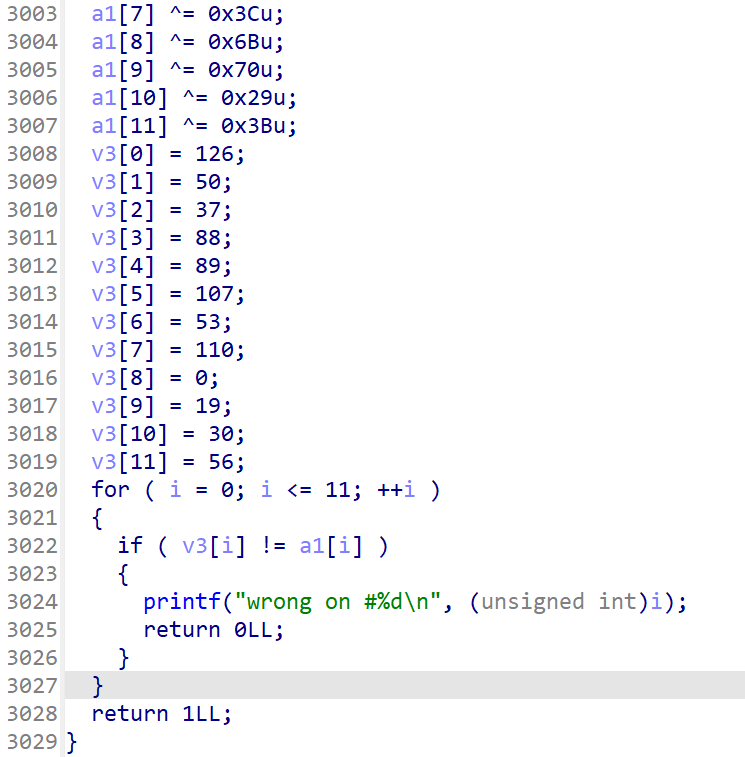 3003 a1[7] ^= 0x3Cu;
3004 a1[8] ^= 0x6Bu;
3005 a1[9] ^= 0x70u;
3006 a1[10] ^= 0x29u;
3007 a1[11] ^= 0x3Bu;
3008 v3[0] = 126;
3009 v3[1] = 50;
3010 v3[2] = 37;
3011 v3[3] = 88;
3012 v3[4] = 89;
3013 v3[5] = 107;
3014 v3[6] = 53;
3015 v3[7] = 110;
3016 v3[8] = 0;
3017 v3[9] = 19;
3018 v3[10] = 30;
3019 v3[11] = 56;
3020 for ( i = 0; i <= 11; ++i )
3021 {
3022 if ( v3[i] != a1[i] )
3023 {
3024 printf("wrong on #%d\n", (unsigned int)i);
3025 return 0LL;
3026 }
3027 }
3028 return 1LL;
3029 }